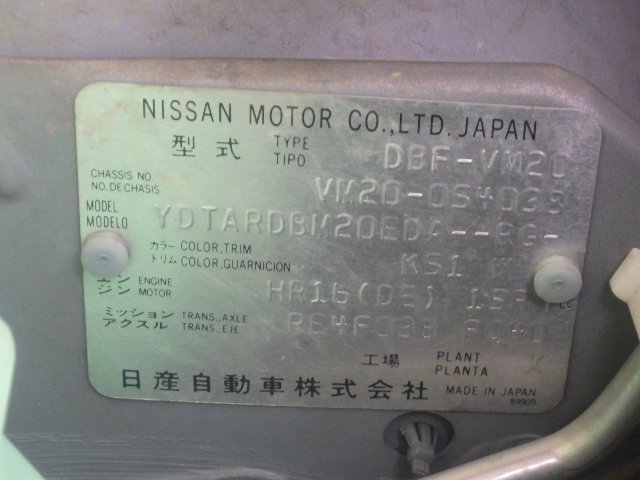 NISSAN MOTOR CO.,LTD. JAPAN
型式 TYPE TIPO DBF-VM20
CHASSIS NO. NO. DE CHASIS VM20-054038
MODEL MODELO YDTARDBM20EDA--RG-
カラー COLOR, TRIM
トリム COLOR, GUARNICION KS1
エン ENGINE
ジン MOTOR HR16(DE) cc
ミッション TRANS., AXLE
アクスル TRANS., EJE RE4F03B
工場 PLANT PLANTA
日産自動車株式会社 MADE IN JAPAN
89909